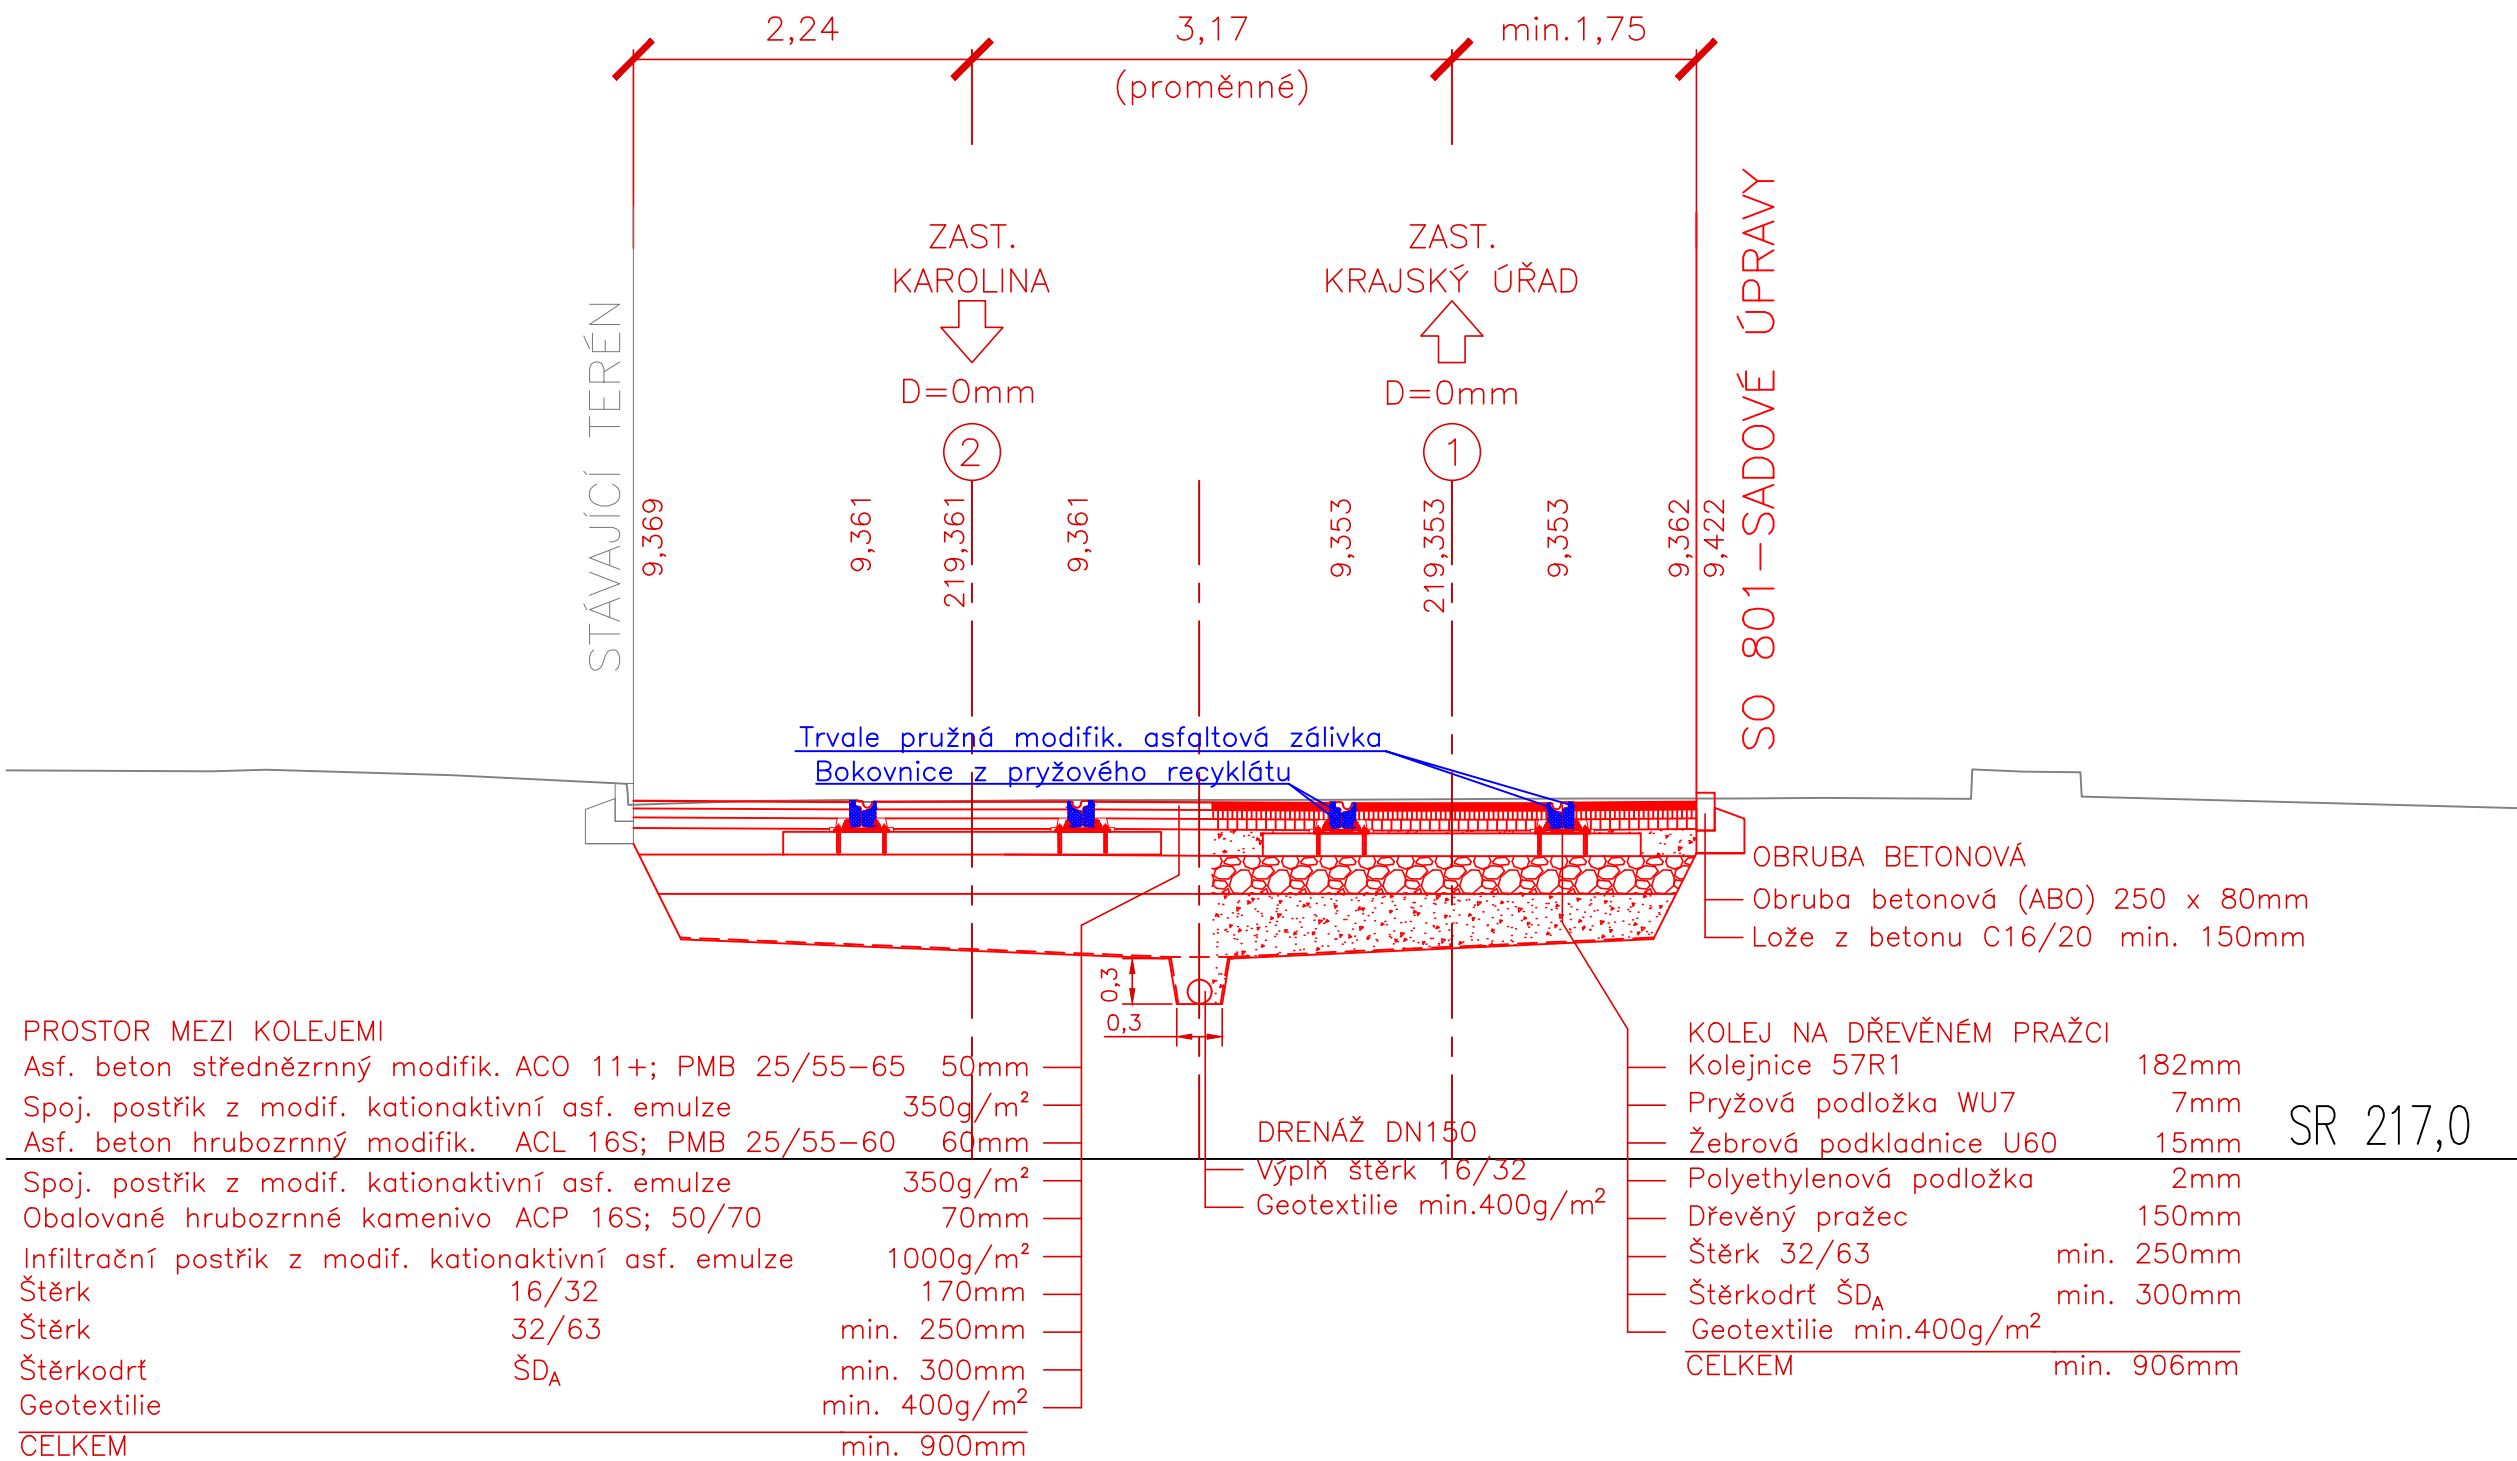 2,24
3,17
min.1,75
(proměnné)
ZAST.
KAROLINA
D=0mm
2
ZAST.
KRAJSKÝ ÚŘAD
D=0mm
1
STÁVAJÍCÍ TERÉN
SO 801-SADOVÉ ÚPRAVY
9,369
9,361
219,361
9,361
9,353
219,353
9,353
9,362
9,422
Trvale pružná modifik. asfaltová zálivka
Bokovnice z pryžového recyklátu
OBRUBA BETONOVÁ
Obruba betonová (ABO) 250 x 80mm
Lože z betonu C16/20 min. 150mm
0,3
0,3
PROSTOR MEZI KOLEJEMI
Asf. beton střednězrnný modifik. ACO 11+; PMB 25/55-65 50mm
Spoj. postřik z modif. kationaktivní asf. emulze 350g/m²
Asf. beton hrubozrnný modifik. ACL 16S; PMB 25/55-60 60mm
Spoj. postřik z modif. kationaktivní asf. emulze 350g/m²
Obalované hrubozrnné kamenivo ACP 16S; 50/70 70mm
Infiltrační postřik z modif. kationaktivní asf. emulze 1000g/m²
Štěrk 16/32 170mm
Štěrk 32/63 min. 250mm
Štěrkodrť ŠDA min. 300mm
Geotextilie min. 400g/m²
CELKEM min. 900mm
DRENÁŽ DN150
Výplň štěrk 16/32
Geotextilie min.400g/m²
KOLEJ NA DŘEVĚNÉM PRAŽCI
Kolejnice 57R1 182mm
Pryžová podložka WU7 7mm
Žebrová podkladnice U60 15mm
Polyethylenová podložka 2mm
Dřevěný pražec 150mm
Štěrk 32/63 min. 250mm
Štěrkodrť ŠDA min. 300mm
Geotextilie min.400g/m²
CELKEM min. 906mm
SR 217,0